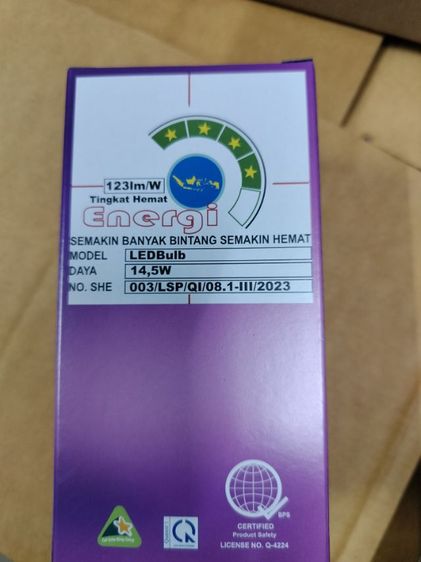 123lm/W
Tingkat Hemat
Energi
SEMAKIN BANYAK BINTANG SEMAKIN HEMAT
MODEL LEDBulb
DAYA 14,5W
NO. SHE 003/LSP/QI/08.1-III/2023
BPS
CERTIFIED
Product Safety
LICENSE NO. Q-4224